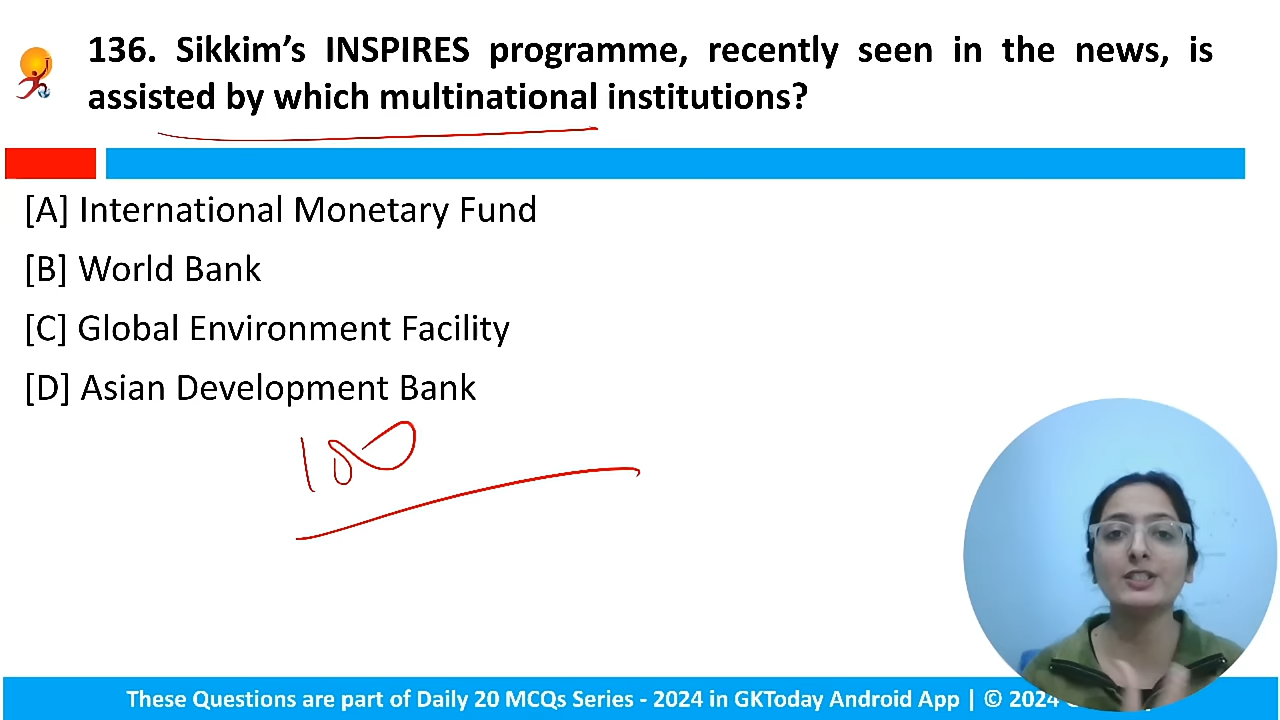 136. Sikkim's INSPIRES programme, recently seen in the news, is
assisted by which multinational institutions?
[A] International Monetary Fund
[B] World Bank
[C] Global Environment Facility
[D] Asian Development Bank
100
These Questions are part of Daily 20 MCQs Series - 2024 in GKToday Android App | © 2024